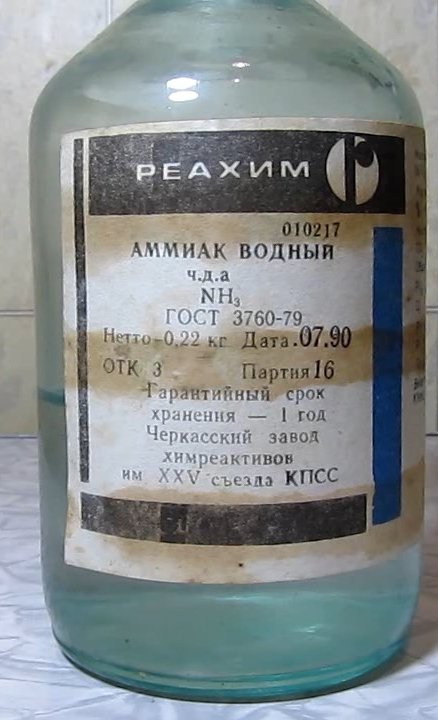 РЕАХИМ
010217
АММИАК ВОДНЫЙ
ч.д.а
NH₃
ГОСТ 3760-79
Нетто-0,22 кг Дата.07.90
ОТК 3 Партия 16
Гарантийный срок
хранения — 1 год
Черкасский завод
химреактивов
им XXV съезда КПСС